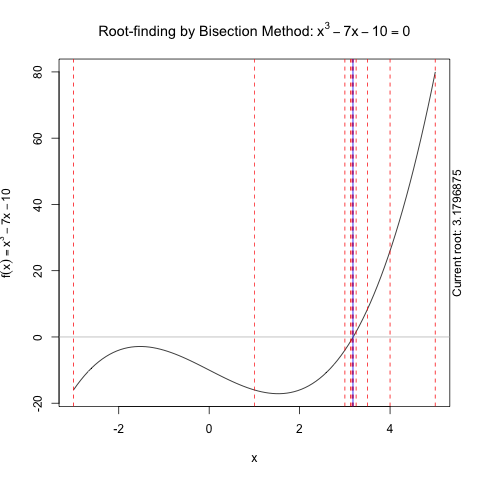 Root-finding by Bisection Method: x³ − 7x − 10 = 0
f(x) = x³ − 7x − 10
80
60
40
20
0
-20
-2
0
2
4
x
Current root: 3.1796875